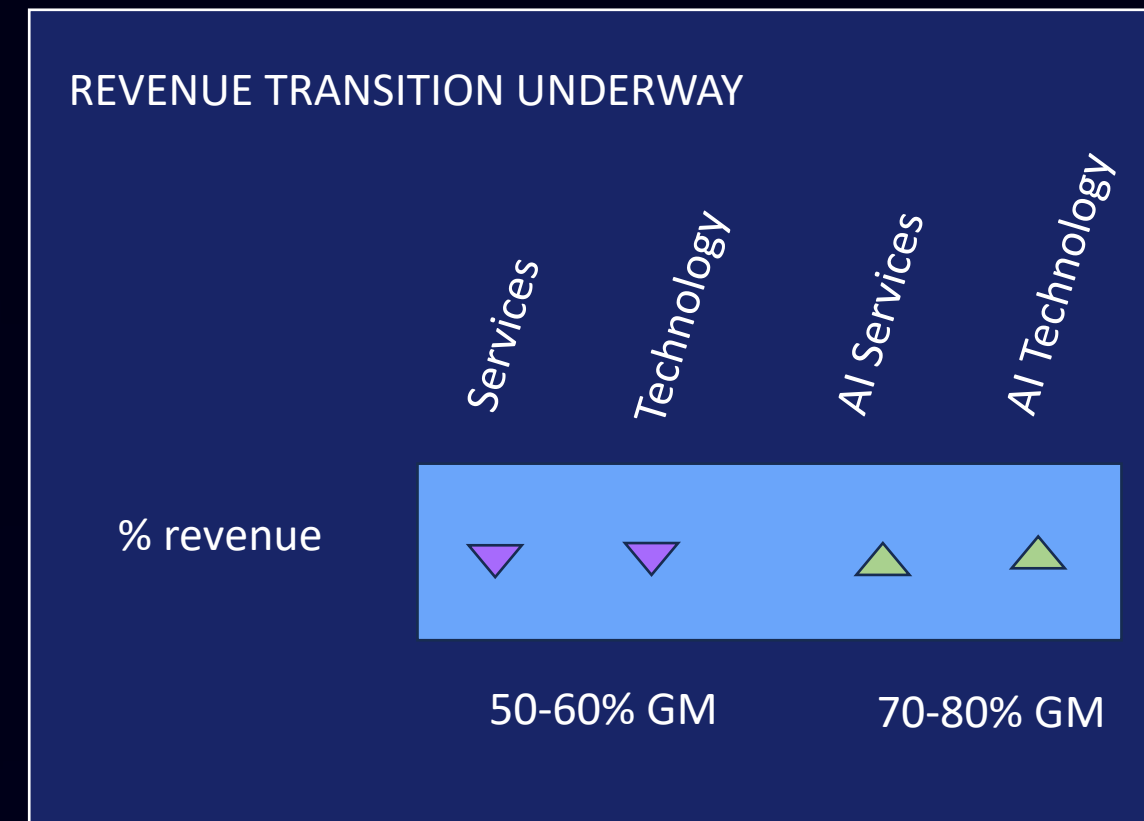 REVENUE TRANSITION UNDERWAY
Services
Technology
AI Services
AI Technology
% revenue
50-60% GM
70-80% GM